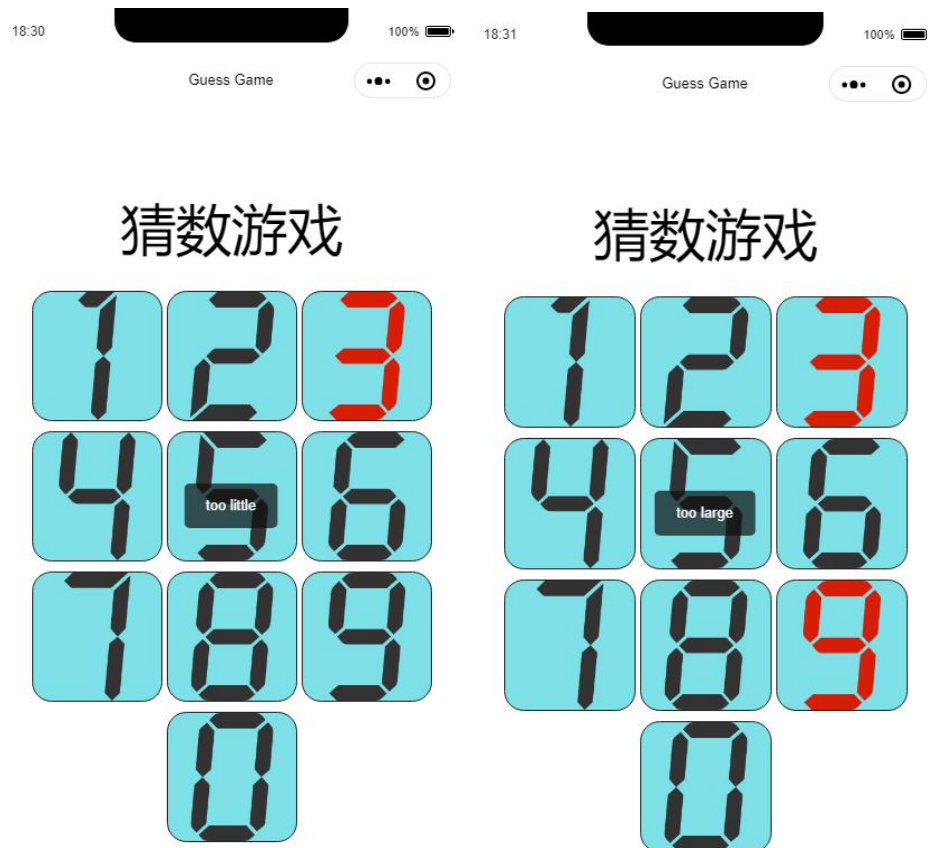 18:30 100%
Guess Game
猜数游戏
1 2 3
4 5 6
too little
7 8 9
0
18:31 100%
Guess Game
猜数游戏
1 2 3
4 5 6
too large
7 8 9
0